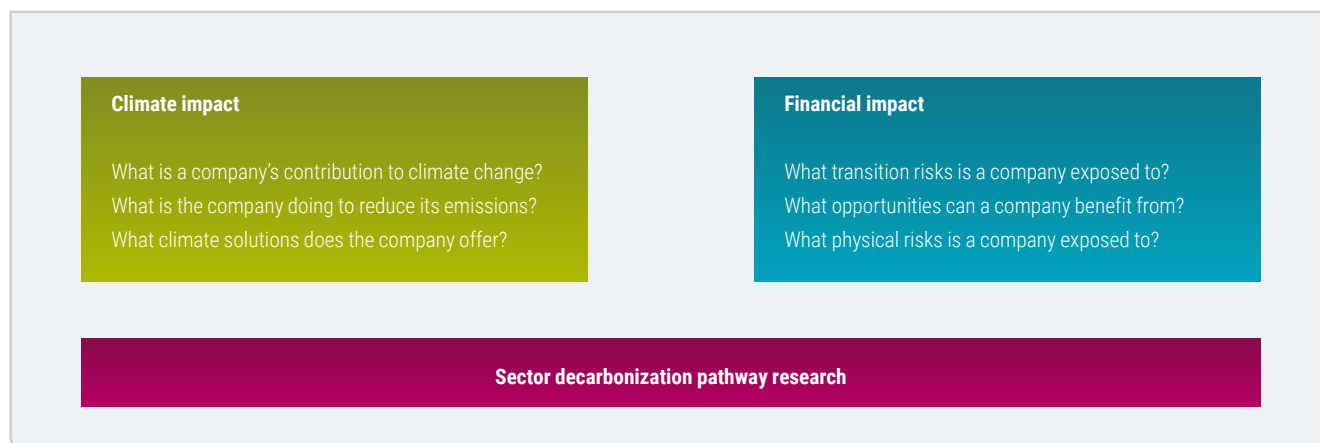 Climate impact
What is a company's contribution to climate change?
What is the company doing to reduce its emissions?
What climate solutions does the company offer?
Financial impact
What transition risks is a company exposed to?
What opportunities can a company benefit from?
What physical risks is a company exposed to?
Sector decarbonization pathway research